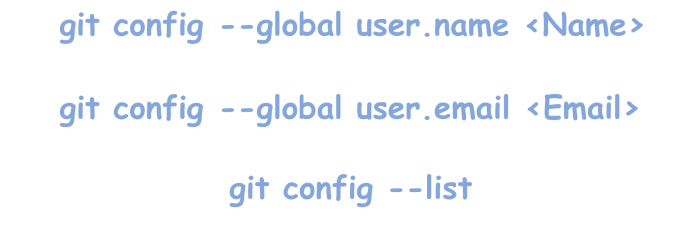 git config --global user.name <Name>
git config --global user.email <Email>
git config --list